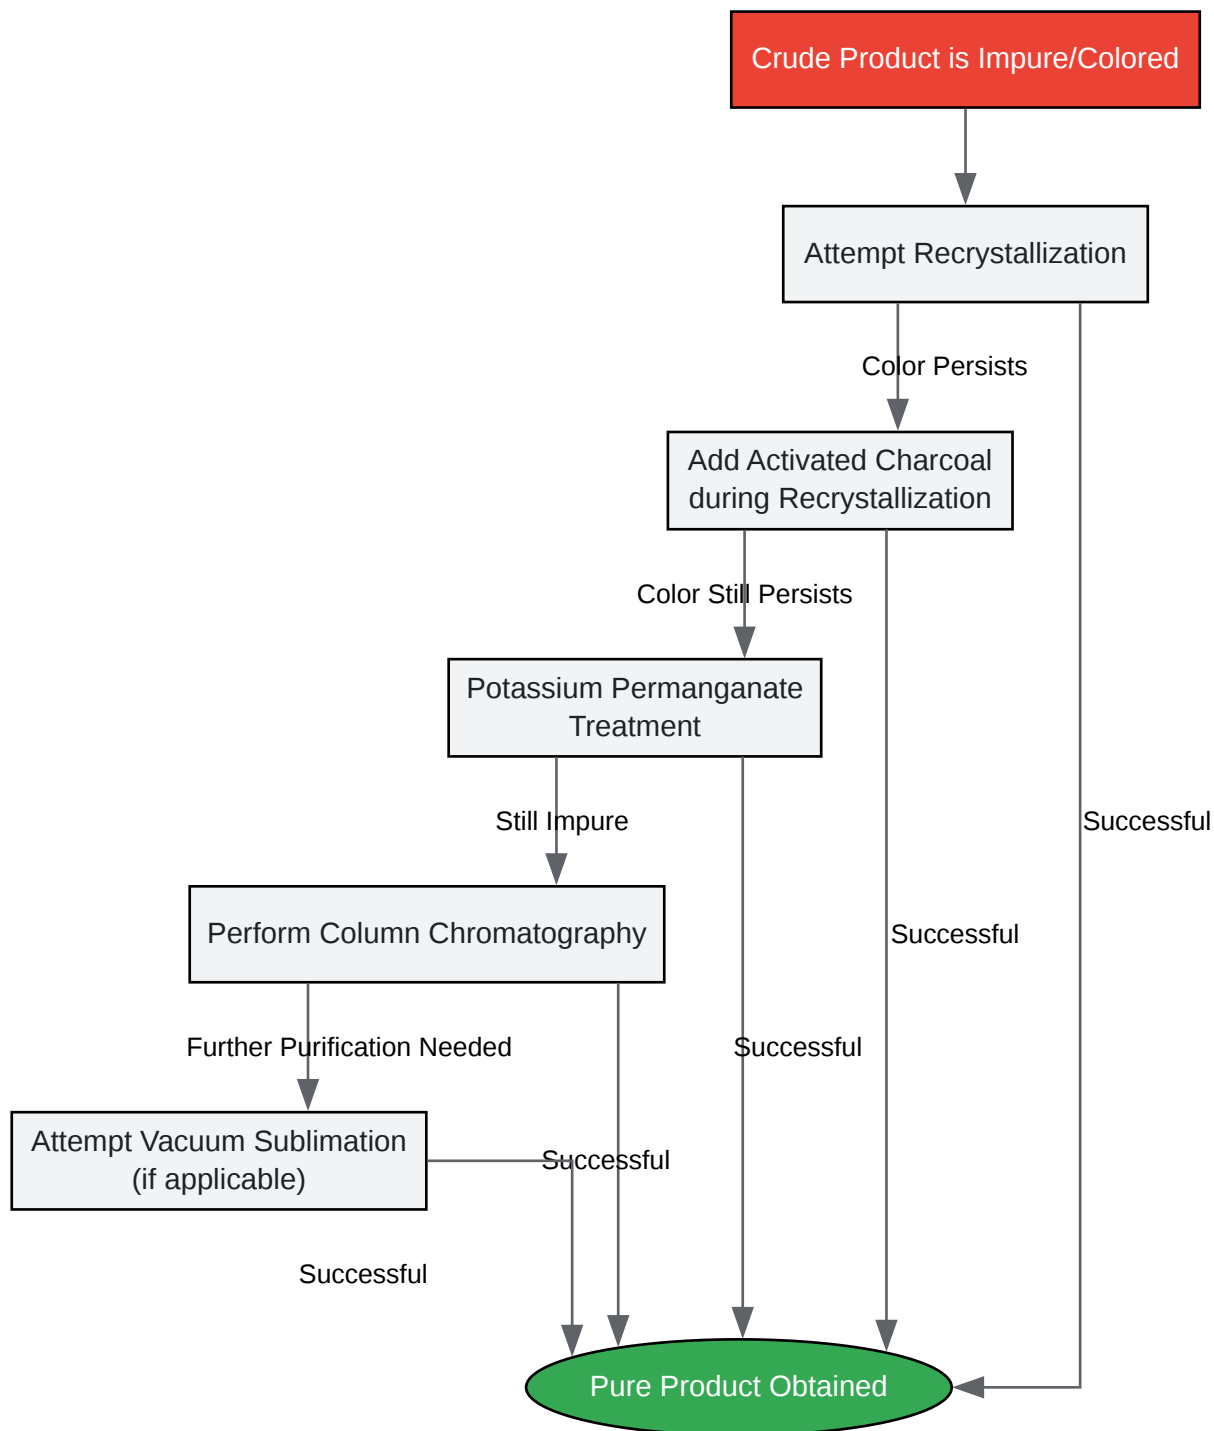 Crude Product is Impure/Colored
Attempt Recrystallization
Color Persists
Add Activated Charcoal
during Recrystallization
Color Still Persists
Potassium Permanganate
Treatment
Still Impure
Successful
Perform Column Chromatography
Successful
Further Purification Needed
Successful
Attempt Vacuum Sublimation
(if applicable)
Successful
Successful
Pure Product Obtained